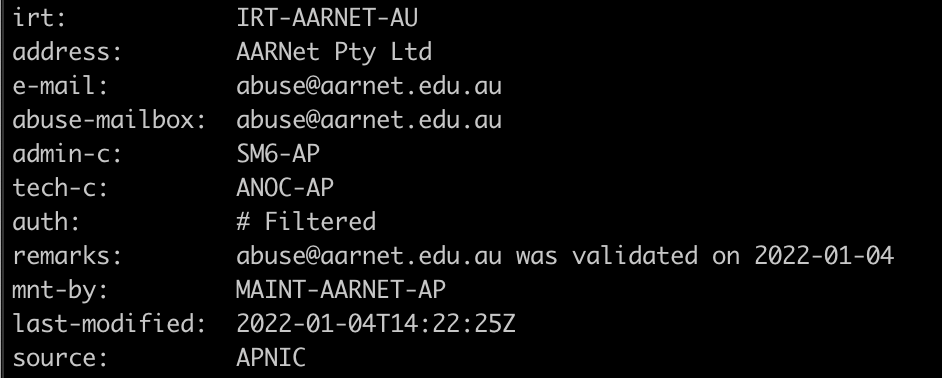 irt:            IRT-AARNET-AU
address:        AARNet Pty Ltd
e-mail:         abuse@aarnet.edu.au
abuse-mailbox:  abuse@aarnet.edu.au
admin-c:        SM6-AP
tech-c:         ANOC-AP
auth:           # Filtered
remarks:        abuse@aarnet.edu.au was validated on 2022-01-04
mnt-by:         MAINT-AARNET-AP
last-modified:  2022-01-04T14:22:25Z
source:         APNIC